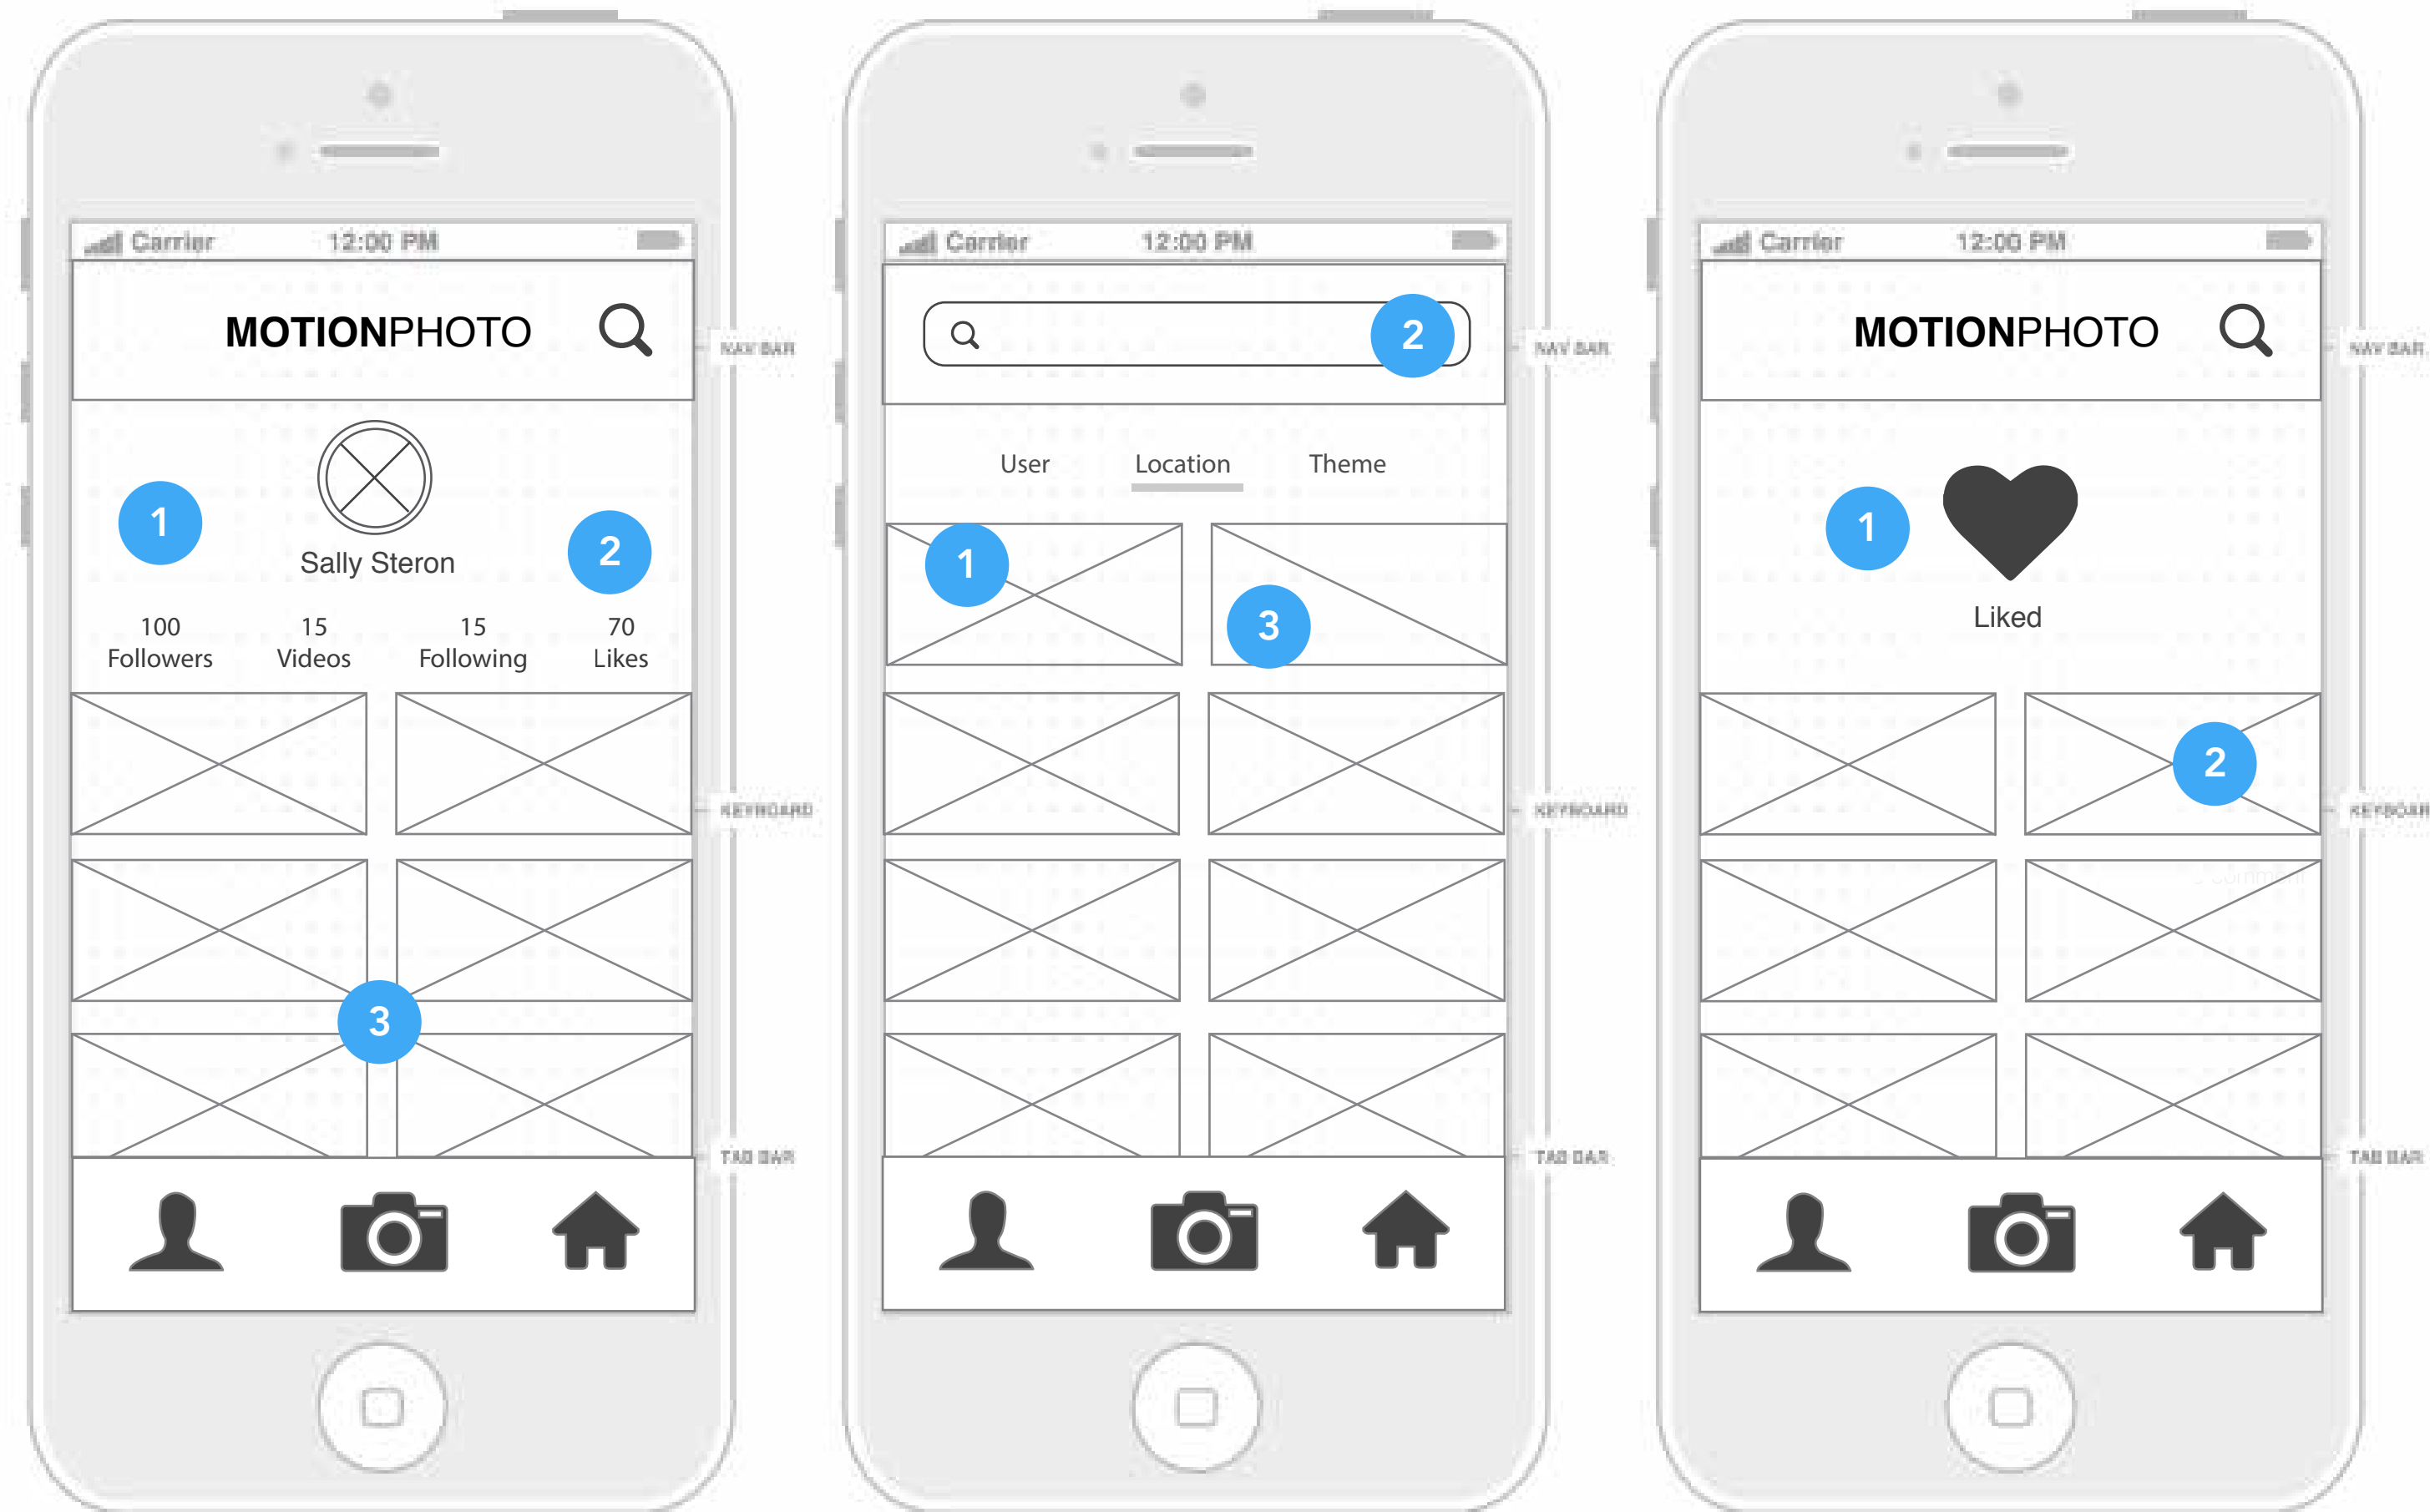 Carrier 12:00 PM
MOTIONPHOTO
NAV BAR
1
2
Sally Steron
100 15 15 70
Followers Videos Following Likes
KEYBOARD
3
TAB BAR
Carrier 12:00 PM
2
NAV BAR
User Location Theme
1
3
KEYBOARD
TAB BAR
Carrier 12:00 PM
MOTIONPHOTO
NAV BAR
1
Liked
2
KEYBOAR
Comment
TAB BAR